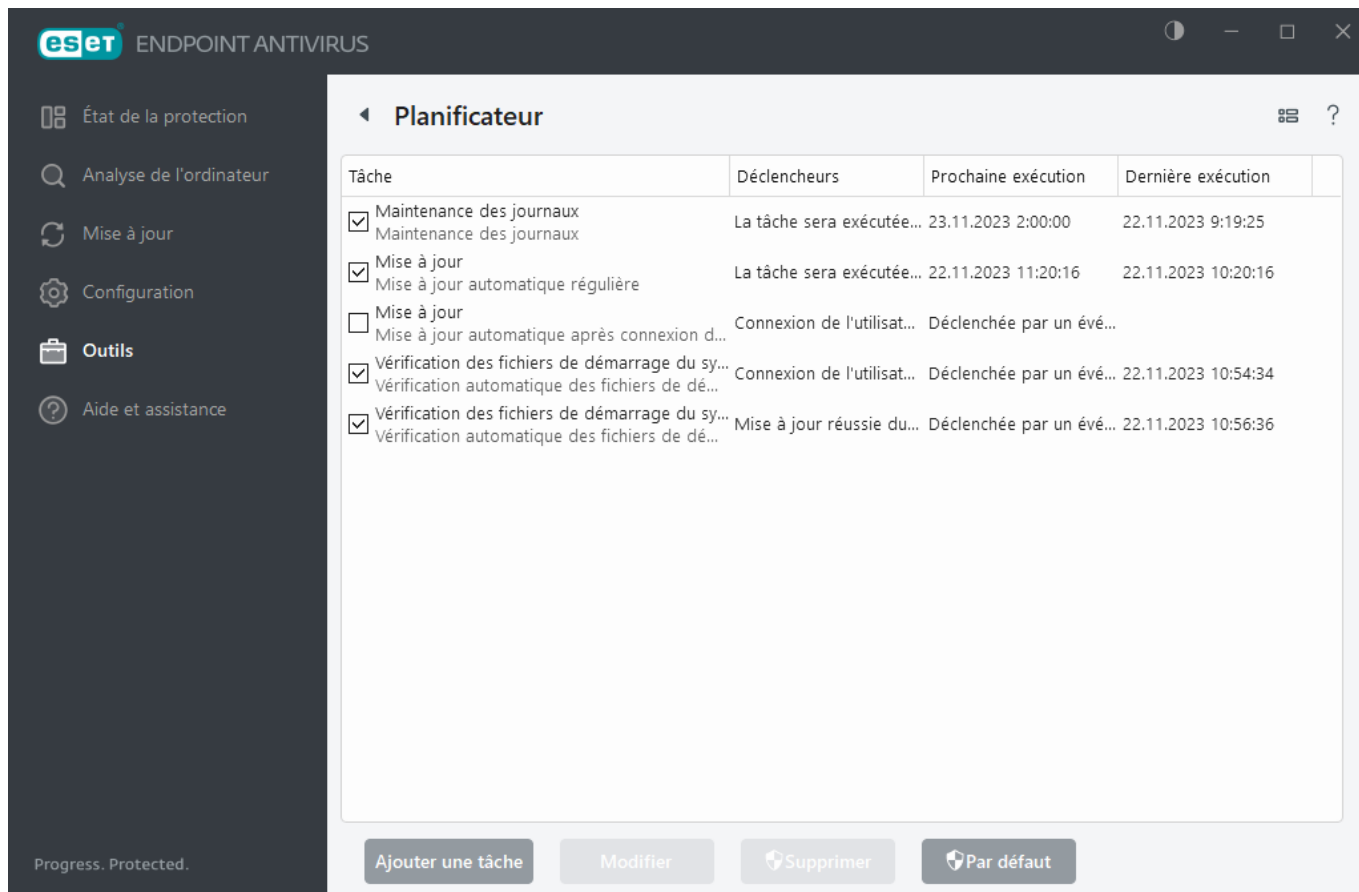 eset ENDPOINT ANTIVIRUS
État de la protection
Analyse de l'ordinateur
Mise à jour
Configuration
Outils
Aide et assistance
Progress. Protected.
Planificateur
?
Tâche Déclencheurs Prochaine exécution Dernière exécution
Maintenance des journaux
Maintenance des journaux
La tâche sera exécutée... 23.11.2023 2:00:00 22.11.2023 9:19:25
Mise à jour
Mise à jour automatique régulière
La tâche sera exécutée... 22.11.2023 11:20:16 22.11.2023 10:20:16
Mise à jour
Mise à jour automatique après connexion d...
Connexion de l'utilisat... Déclenchée par un évé...
Vérification des fichiers de démarrage du sy...
Vérification automatique des fichiers de dé...
Connexion de l'utilisat... Déclenchée par un évé... 22.11.2023 10:54:34
Vérification des fichiers de démarrage du sy...
Vérification automatique des fichiers de dé...
Mise à jour réussie du... Déclenchée par un évé... 22.11.2023 10:56:36
Ajouter une tâche Modifier Supprimer Par défaut